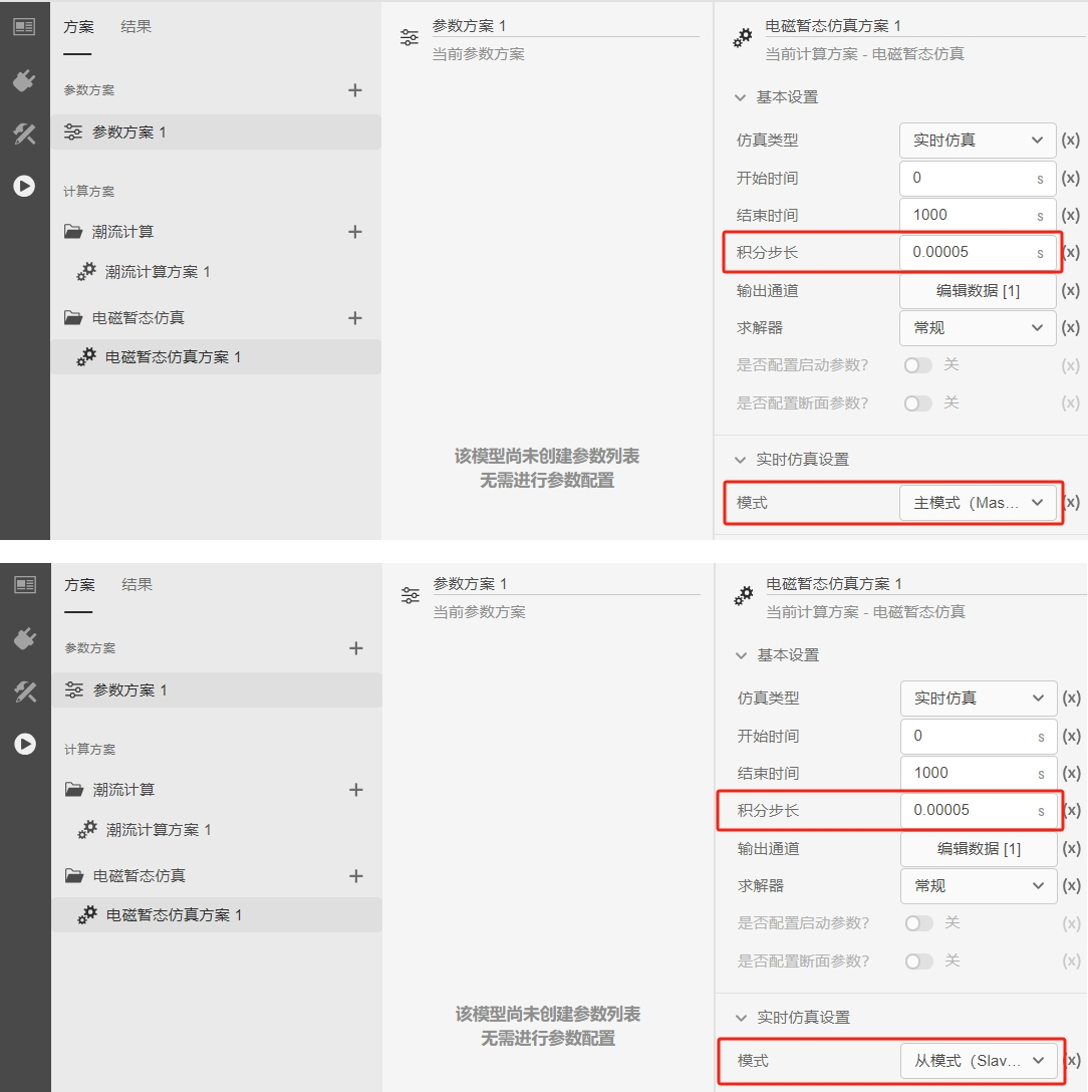 方案 结果
参数方案
参数方案 1
计算方案
潮流计算
潮流计算方案 1
电磁暂态仿真
电磁暂态仿真方案 1
参数方案 1
当前参数方案
该模型尚未创建参数列表
无需进行参数配置
电磁暂态仿真方案 1
当前计算方案 - 电磁暂态仿真
基本设置
仿真类型 实时仿真 (x)
开始时间 0 s (x)
结束时间 1000 s (x)
积分步长 0.00005 s (x)
输出通道 编辑数据 [1] (x)
求解器 常规 (x)
是否配置启动参数? 关 (x)
是否配置断面参数? 关 (x)
实时仿真设置
模式 主模式（Mas... (x)
方案 结果
参数方案
参数方案 1
计算方案
潮流计算
潮流计算方案 1
电磁暂态仿真
电磁暂态仿真方案 1
参数方案 1
当前参数方案
该模型尚未创建参数列表
无需进行参数配置
电磁暂态仿真方案 1
当前计算方案 - 电磁暂态仿真
基本设置
仿真类型 实时仿真 (x)
开始时间 0 s (x)
结束时间 1000 s (x)
积分步长 0.00005 s (x)
输出通道 编辑数据 [1] (x)
求解器 常规 (x)
是否配置启动参数? 关 (x)
是否配置断面参数? 关 (x)
实时仿真设置
模式 从模式（Slav... (x)